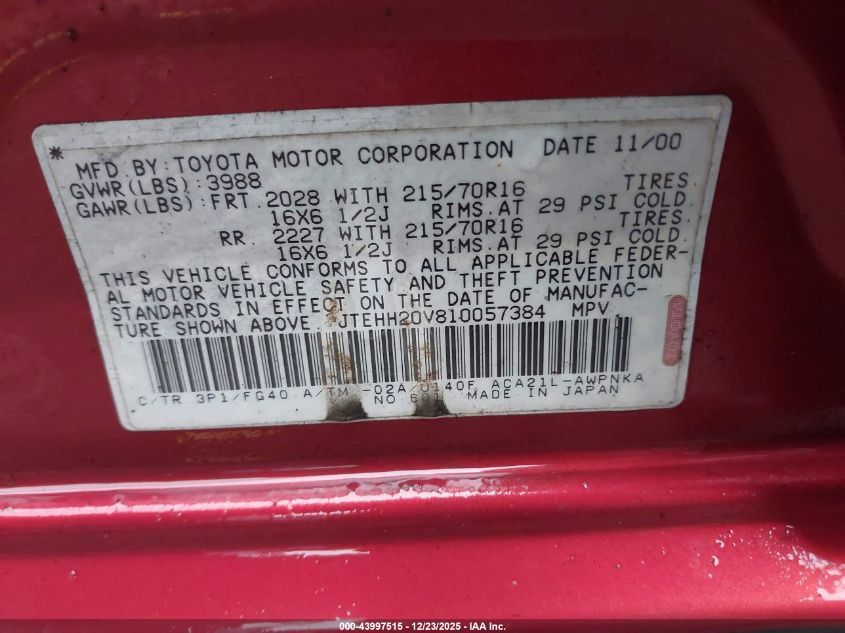 * MFD. BY: TOYOTA MOTOR CORPORATION DATE 11/00
GVWR(LBS): 3988
GAWR(LBS): FRT. 2028 WITH 215/70R16 TIRES
16X6 1/2J RIMS.AT 29 PSI COLD.
RR. 2227 WITH 215/70R16 TIRES.
16X6 1/2J RIMS.AT 29 PSI COLD.
THIS VEHICLE CONFORMS TO ALL APPLICABLE FEDER-
AL MOTOR VEHICLE SAFETY AND THEFT PREVENTION
STANDARDS IN EFFECT ON THE DATE OF MANUFAC-
TURE SHOWN ABOVE. JTEHH20V810057384 MPV
C/TR 3P1/FG40 A/TM -02A/U140F ACA21L-AWPNKA
NO MADE IN JAPAN
000-43997515 - 12/23/2025 - IAA Inc.